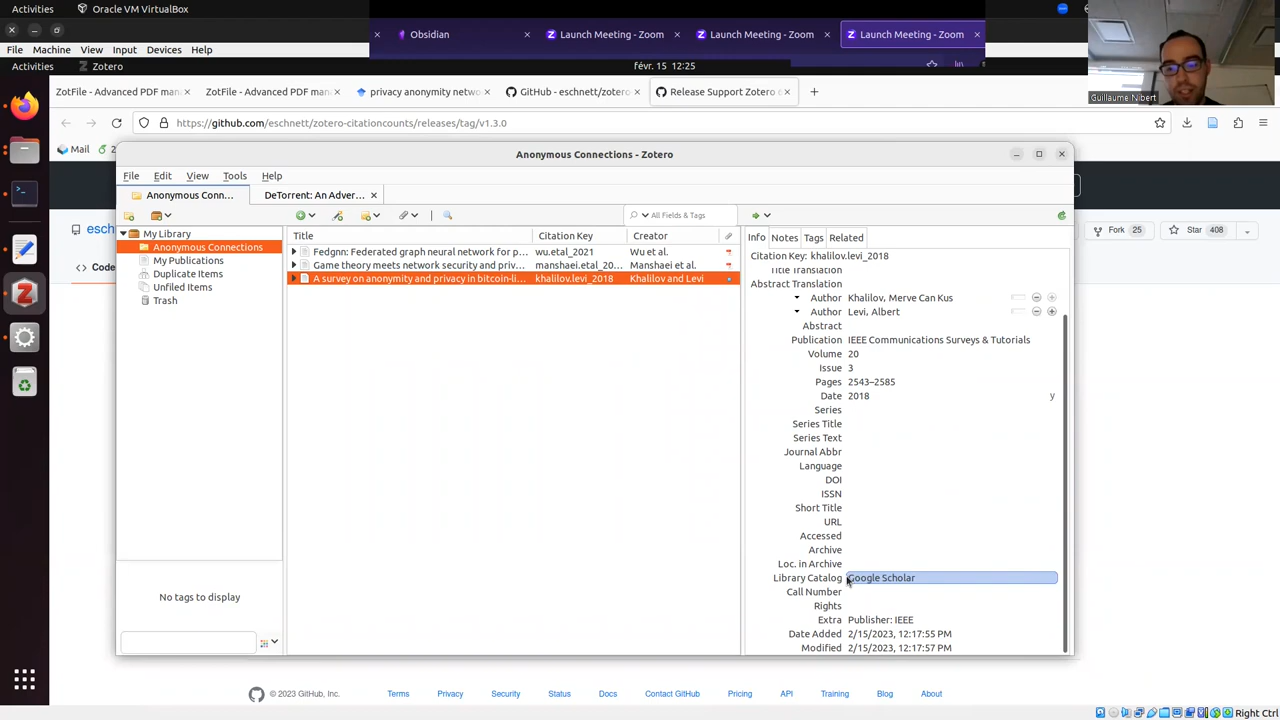 Activities
Oracle VM VirtualBox
Obsidian
Launch Meeting - Zoom
Launch Meeting - Zoom
Launch Meeting - Zoom
File Machine View Input Devices Help
Activities
Zotero
févr. 15 12:25
Guillaume Nibert
ZotFile - Advanced PDF man
ZotFile - Advanced PDF man
privacy anonymity netwo
GitHub - eschnett/zotero
Release Support Zotero
https://github.com/eschnett/zotero-citationcounts/releases/tag/v1.3.0
Mail
Anonymous Connections - Zotero
File Edit View Tools Help
Anonymous Conn...
DeTorrent: An Adver...
All Fields & Tags
esch
Code
Fork 25
Star 408
My Library
Anonymous Connections
My Publications
Duplicate Items
Unfiled Items
Trash
No tags to display
Title Citation Key Creator
Fedgnn: Federated graph neural network for p... wu.etal_2021 Wu et al.
Game theory meets network security and priv... manshaei.etal_20... Manshaei et al.
A survey on anonymity and privacy in bitcoin-li... khalilov.levi_2018 Khalilov and Levi
Info Notes Tags Related
Citation Key: khalilov.levi_2018
Title Translation
Abstract Translation
Author Khalilov, Merve Can Kus
Author Levi, Albert
Abstract
Publication IEEE Communications Surveys & Tutorials
Volume 20
Issue 3
Pages 2543–2585
Date 2018 y
Series
Series Title
Series Text
Journal Abbr
Language
DOI
ISSN
Short Title
URL
Accessed
Archive
Loc. in Archive
Library Catalog Google Scholar
Call Number
Rights
Extra Publisher: IEEE
Date Added 2/15/2023, 12:17:55 PM
Modified 2/15/2023, 12:17:57 PM
© 2023 GitHub, Inc.
Terms
Privacy
Security
Status
Docs
Contact GitHub
Pricing
API
Training
Blog
About
Right Ctrl